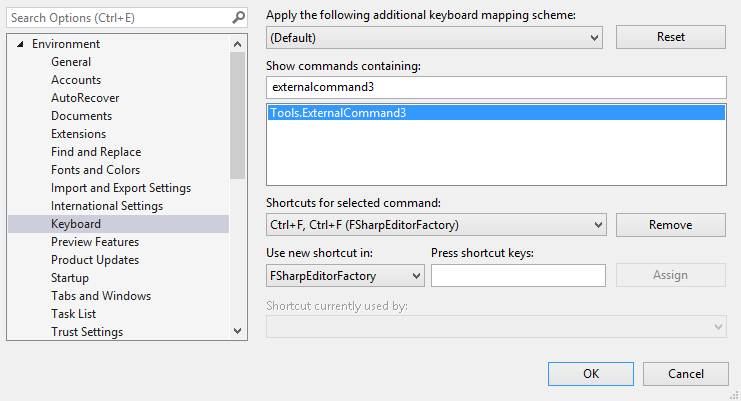 Search Options (Ctrl+E)
Environment
General
Accounts
AutoRecover
Documents
Extensions
Find and Replace
Fonts and Colors
Import and Export Settings
International Settings
Keyboard
Preview Features
Product Updates
Startup
Tabs and Windows
Task List
Trust Settings
Apply the following additional keyboard mapping scheme:
(Default)
Reset
Show commands containing:
externalcommand3
Tools.ExternalCommand3
Shortcuts for selected command:
Ctrl+F, Ctrl+F (FSharpEditorFactory)
Remove
Use new shortcut in:
Press shortcut keys:
FSharpEditorFactory
Assign
Shortcut currently used by:
OK
Cancel